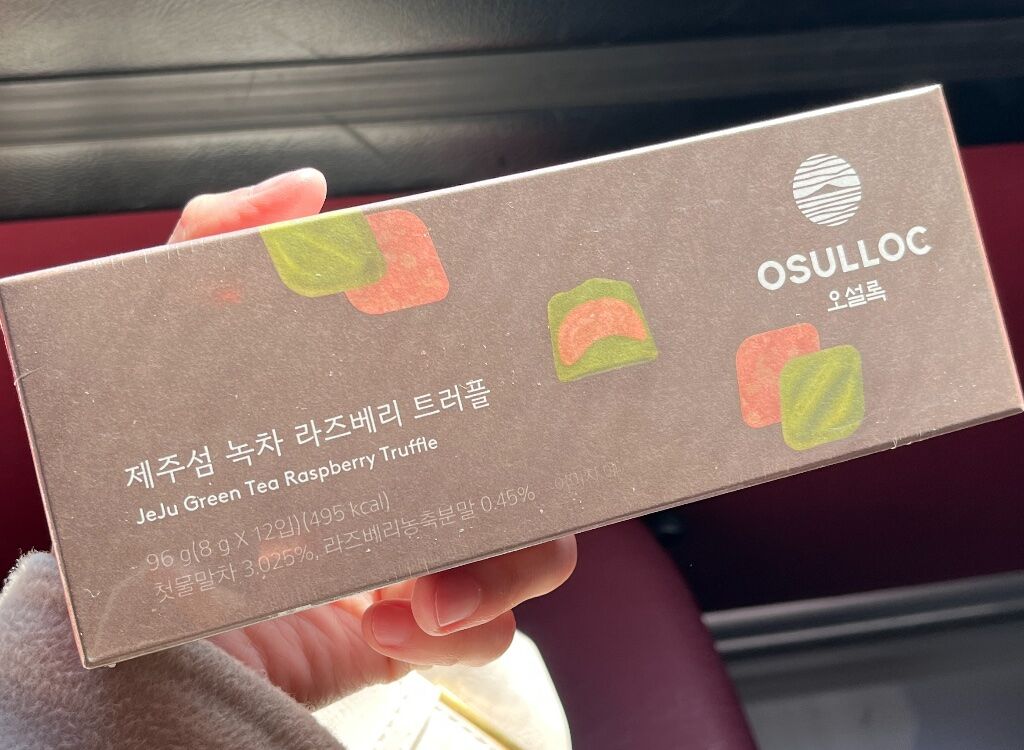 OSULLOC
오설록
제주섬 녹차 라즈베리 트러플
JeJu Green Tea Raspberry Truffle
96 g(8 g X 12입)(495 kcal)
첫물말차 3.025%, 라즈베리농축분말 0.45%